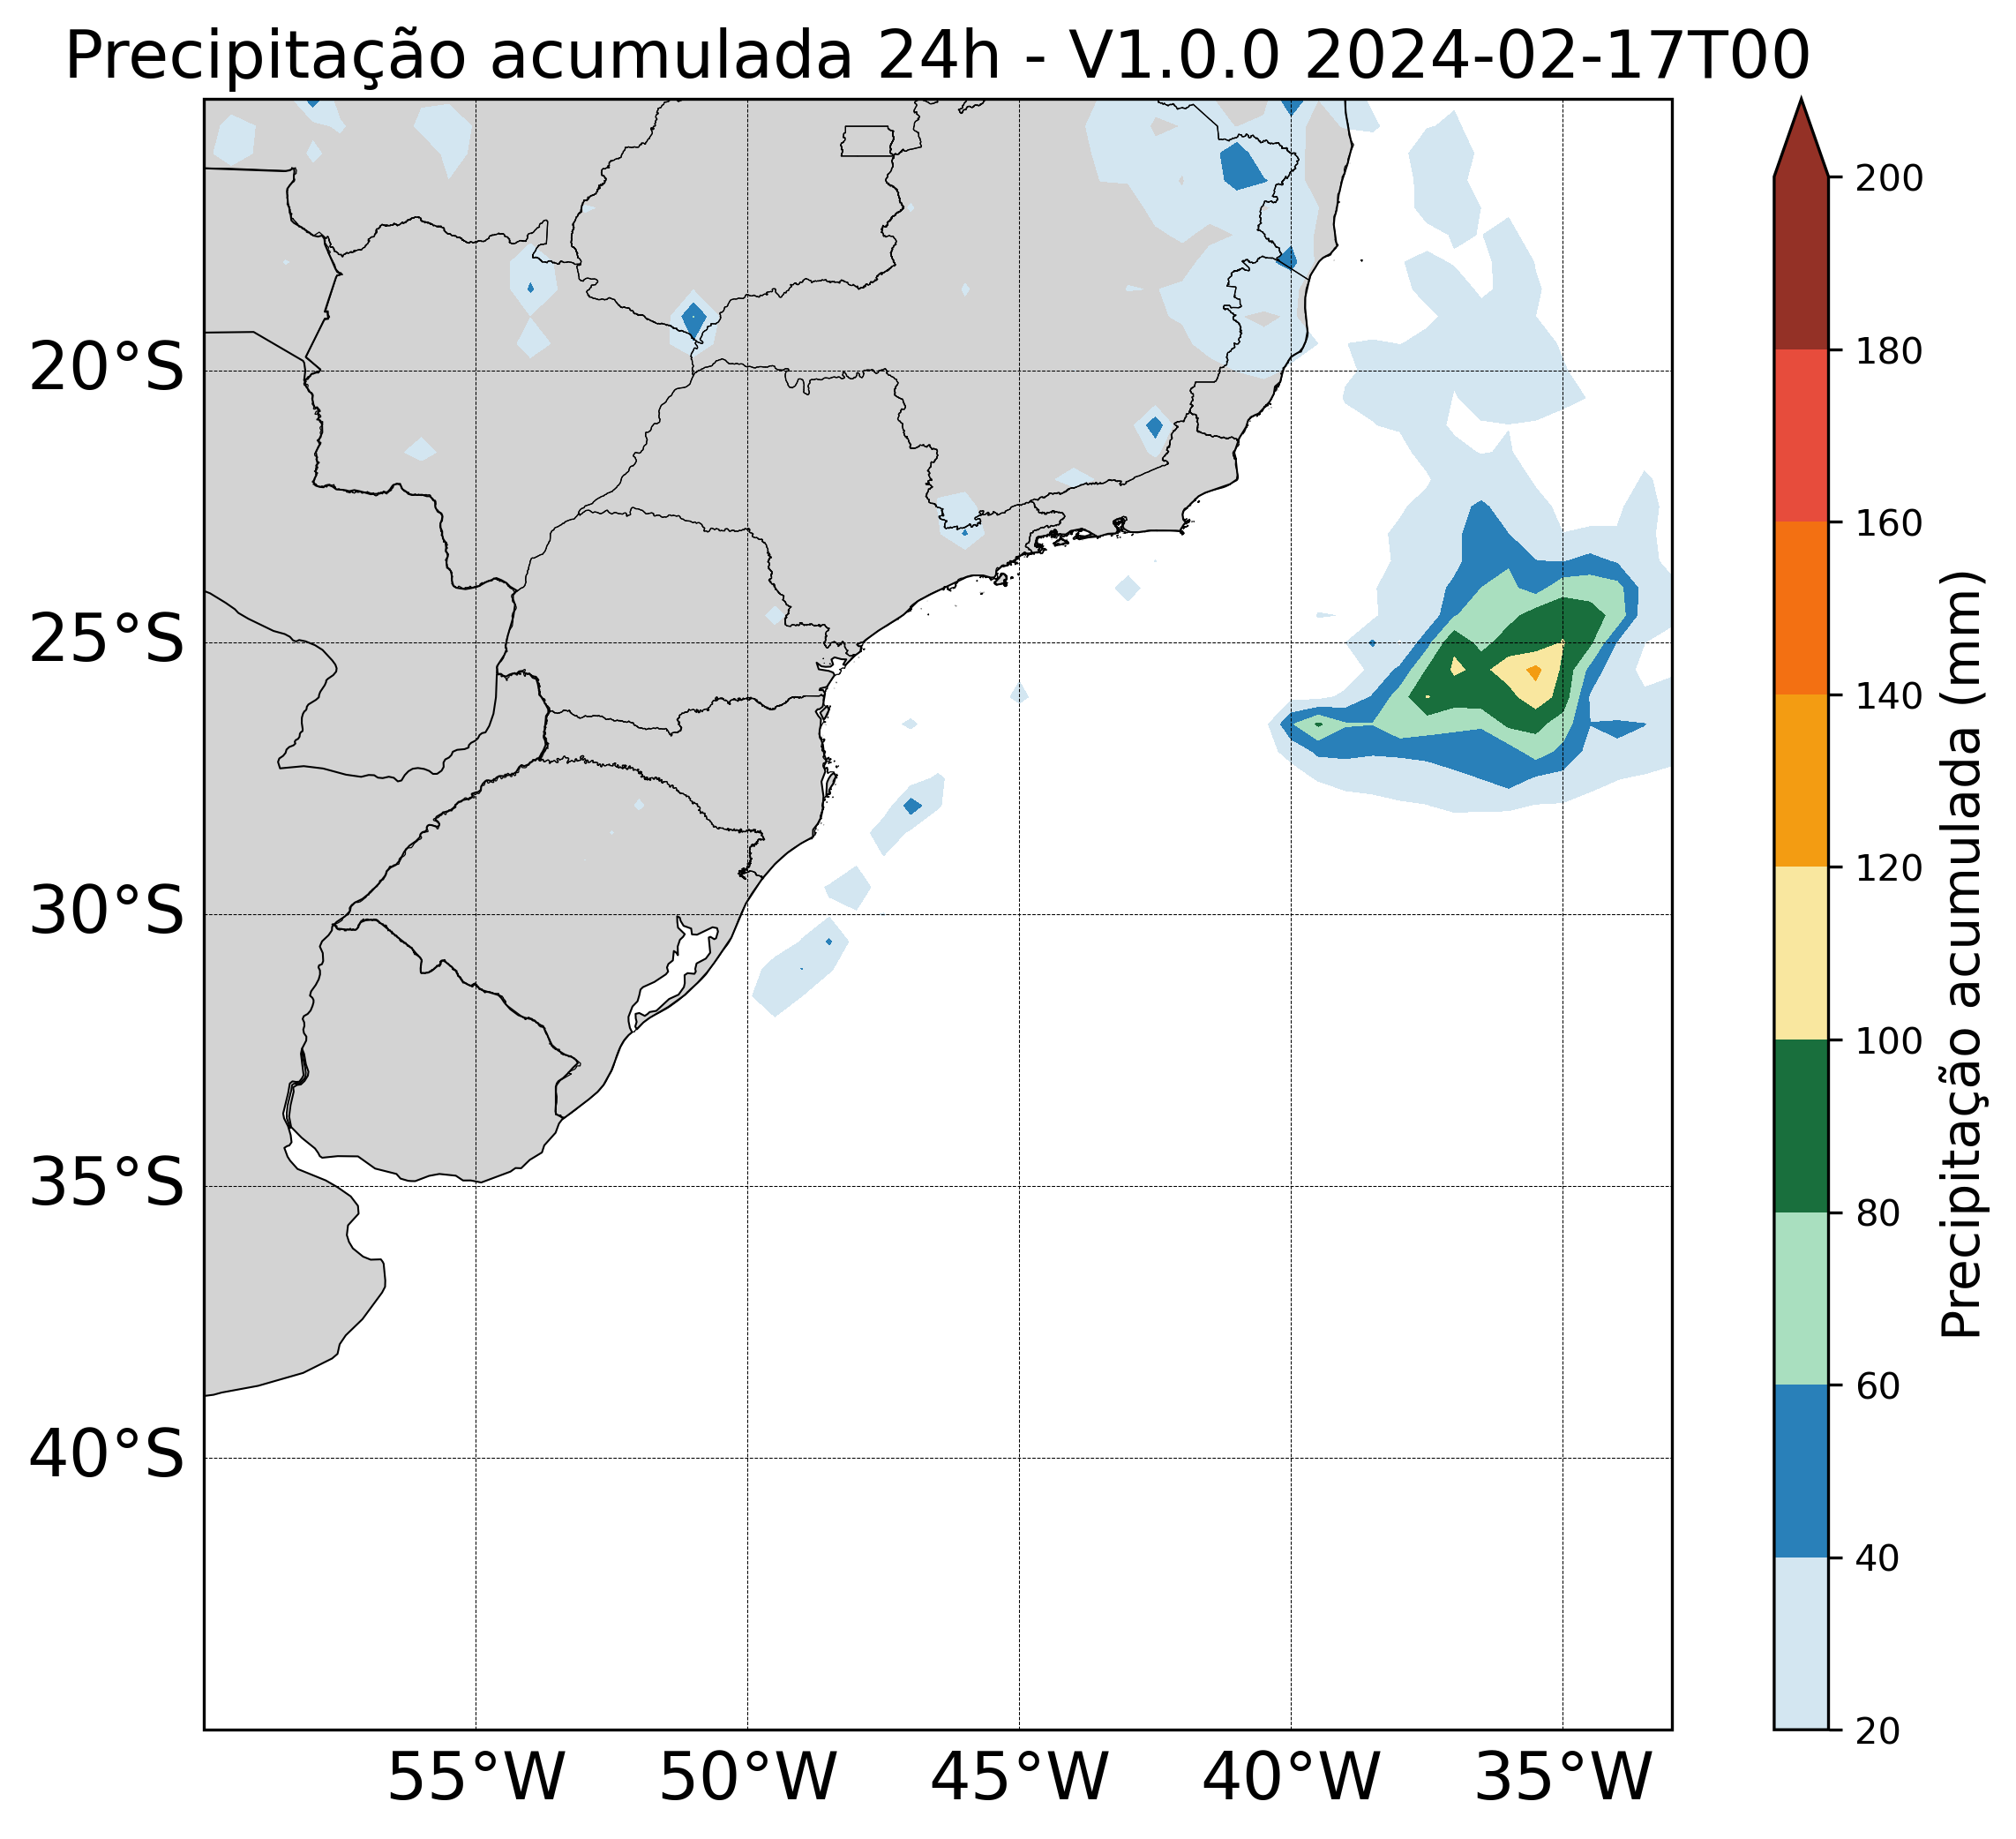 Precipitação acumulada 24h - V1.0.0 2024-02-17T00
20°S
25°S
30°S
35°S
40°S
55°W
50°W
45°W
40°W
35°W
200
180
160
140
120
100
80
60
40
20
Precipitação acumulada (mm)